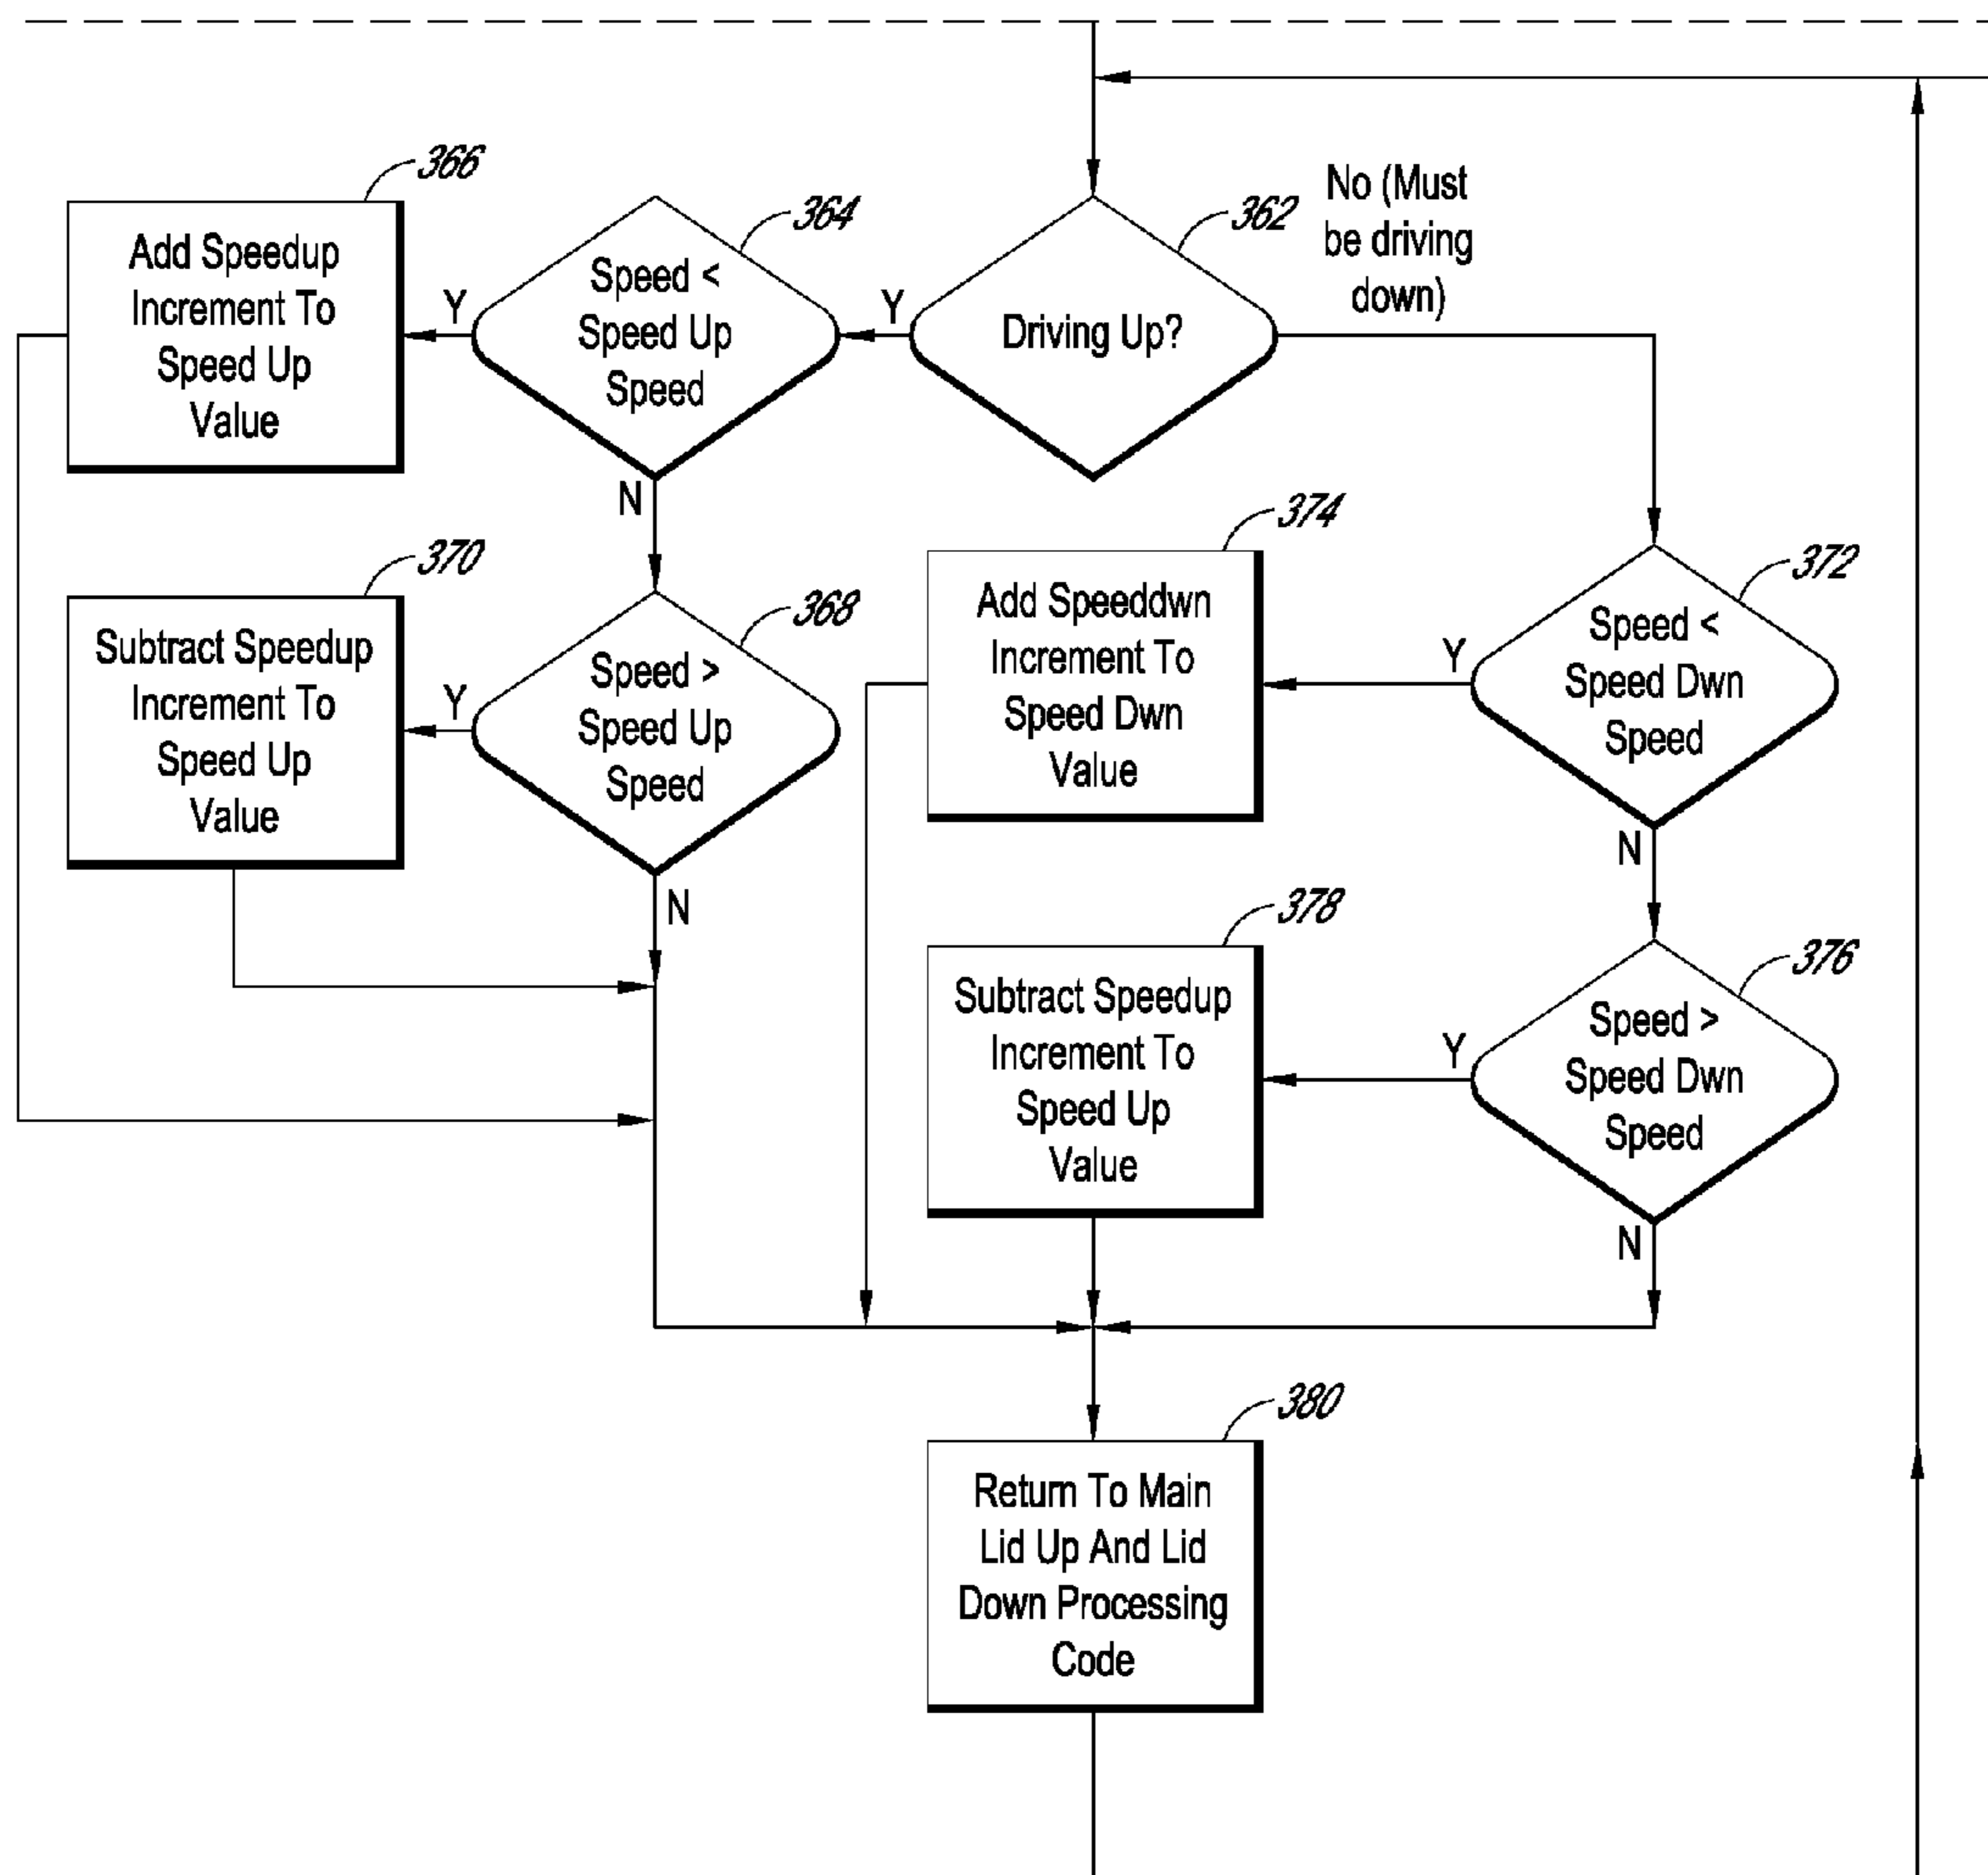 366
Add Speedup
Increment To
Speed Up
Value
Y
364
Speed <
Speed Up
Speed
Y
362
Driving Up?
No (Must
be driving
down)
N
370
Subtract Speedup
Increment To
Speed Up
Value
Y
368
Speed >
Speed Up
Speed
N
374
Add Speeddwn
Increment To
Speed Dwn
Value
Y
372
Speed <
Speed Dwn
Speed
N
378
Subtract Speedup
Increment To
Speed Up
Value
Y
376
Speed >
Speed Dwn
Speed
N
380
Return To Main
Lid Up And Lid
Down Processing
Code